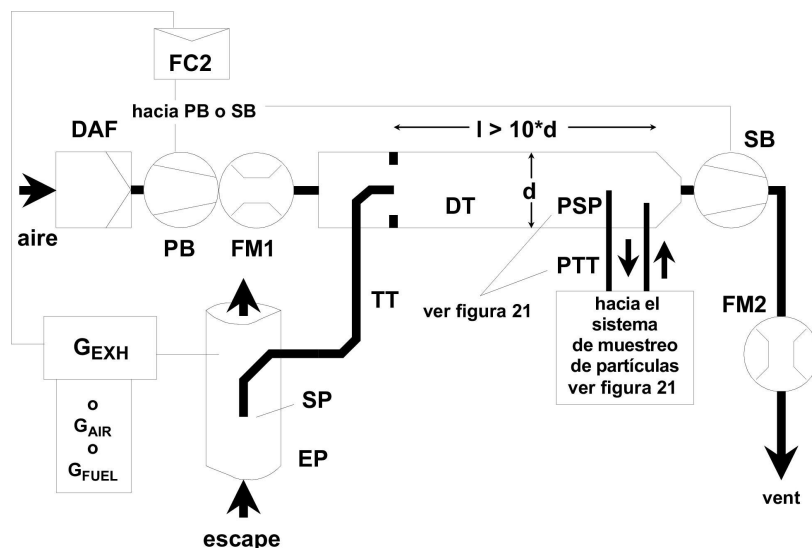 FC2
hacia PB o SB
DAF
l > 10*d
SB
d
DT
PSP
aire
PB
FM1
PTT
TT
ver figura 21
hacia el
sistema
de muestreo
de partículas
ver figura 21
FM2
GEXH
o
GAIR
o
GFUEL
SP
EP
vent
escape